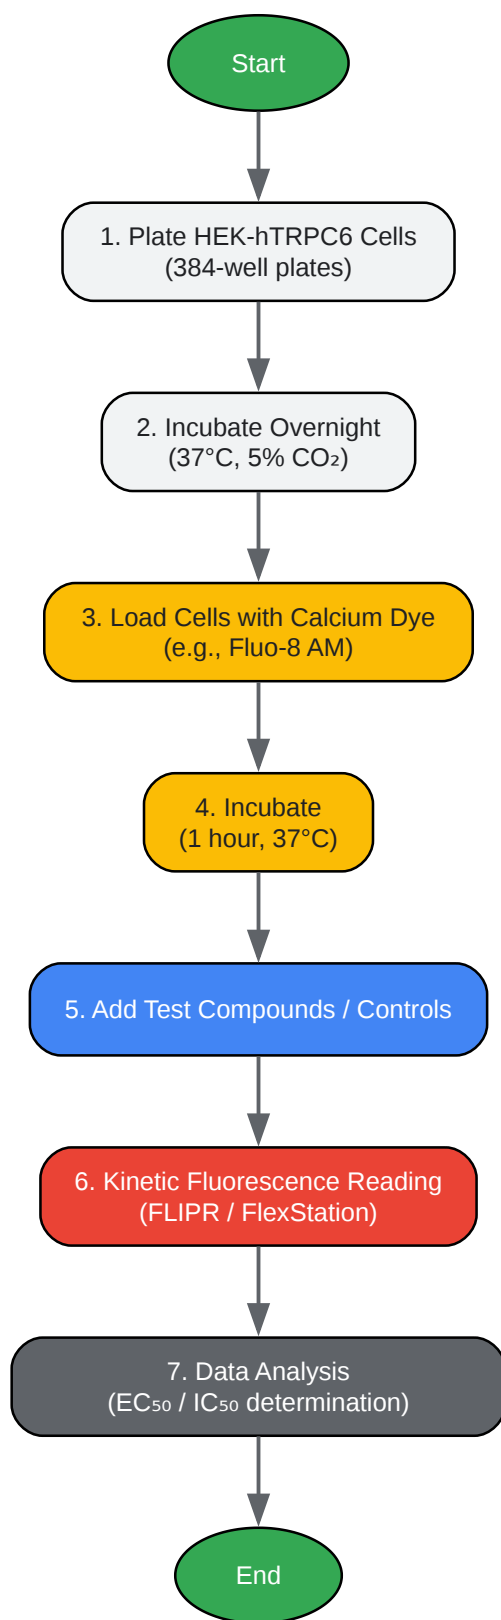 Start
1. Plate HEK-hTRPC6 Cells
(384-well plates)
2. Incubate Overnight
(37°C, 5% CO₂)
3. Load Cells with Calcium Dye
(e.g., Fluo-8 AM)
4. Incubate
(1 hour, 37°C)
5. Add Test Compounds / Controls
6. Kinetic Fluorescence Reading
(FLIPR / FlexStation)
7. Data Analysis
(EC₅₀ / IC₅₀ determination)
End